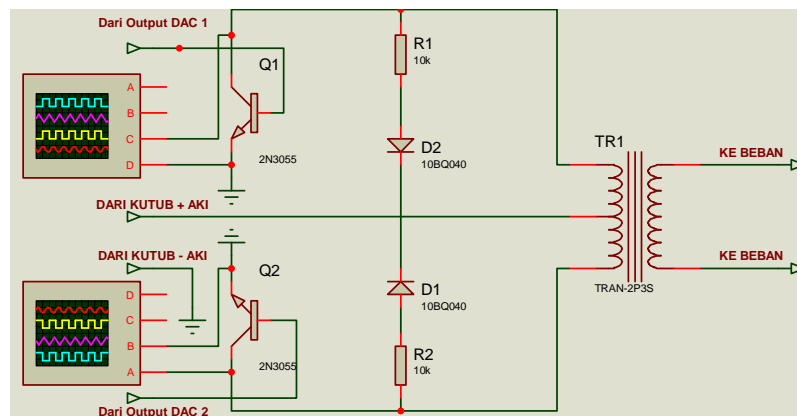 Dari Output DAC 1
Q1
2N3055
A
B
C
D
R1
10k
D2
10BQ040
TR1
TRAN-2P3S
KE BEBAN
KE BEBAN
DARI KUTUB + AKI
DARI KUTUB - AKI
Q2
2N3055
D
C
B
A
D1
10BQ040
R2
10k
Dari Output DAC 2